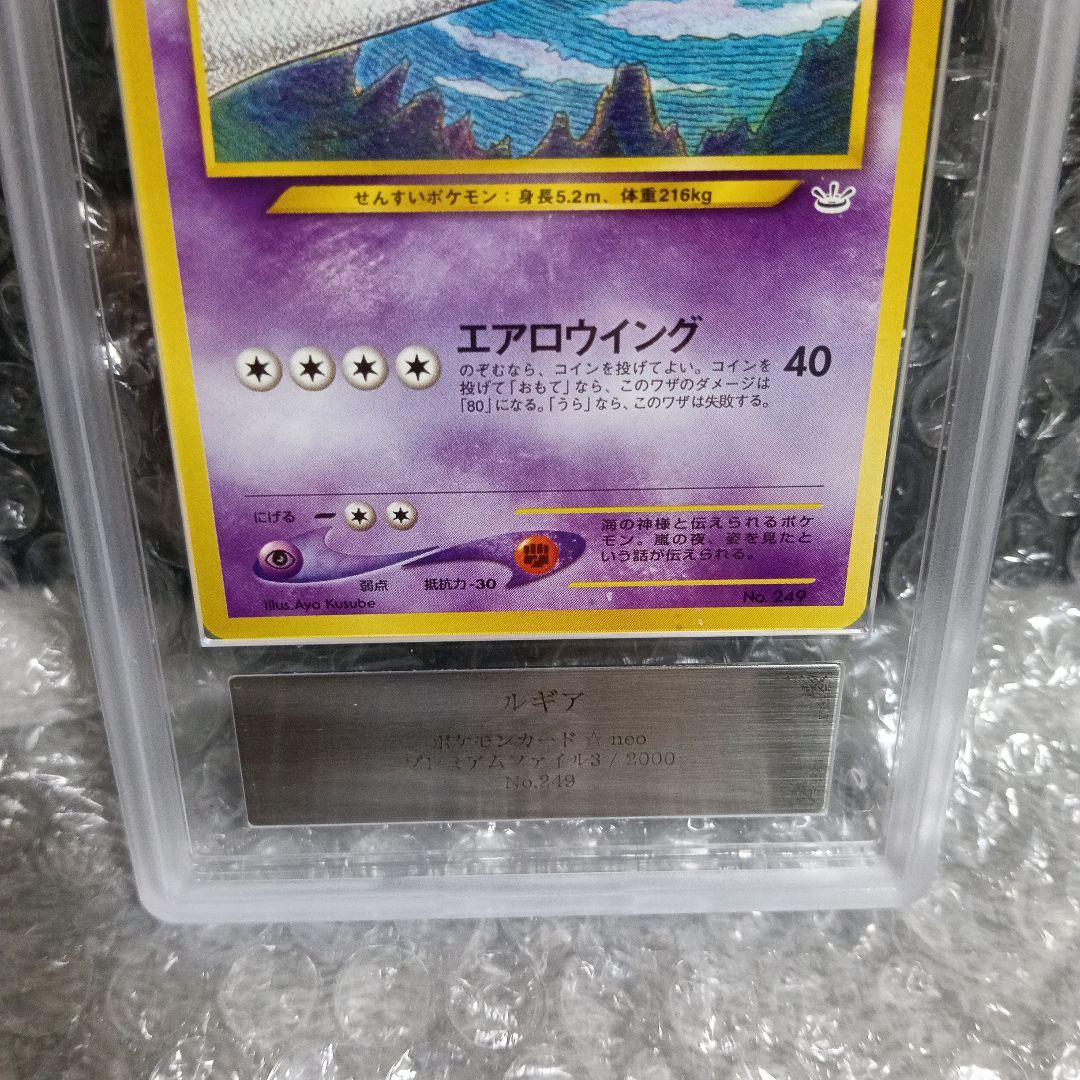 せんすいポケモン：身長5.2m、体重216kg
エアロウイング
のぞむなら、コインを投げてよい。コインを
投げて「おもて」なら、このワザのダメージは
「80」になる。「うら」なら、このワザは失敗する。
40
にげる
弱点
抵抗力 -30
海の神様と伝えられるポケ
モン。嵐の夜、姿を見たと
いう話が伝えられる。
Illus. Aya Kusube
No. 249
ルギア
ポケモンカード ☆ neo
プレミアムファイル3 / 2000
No.249